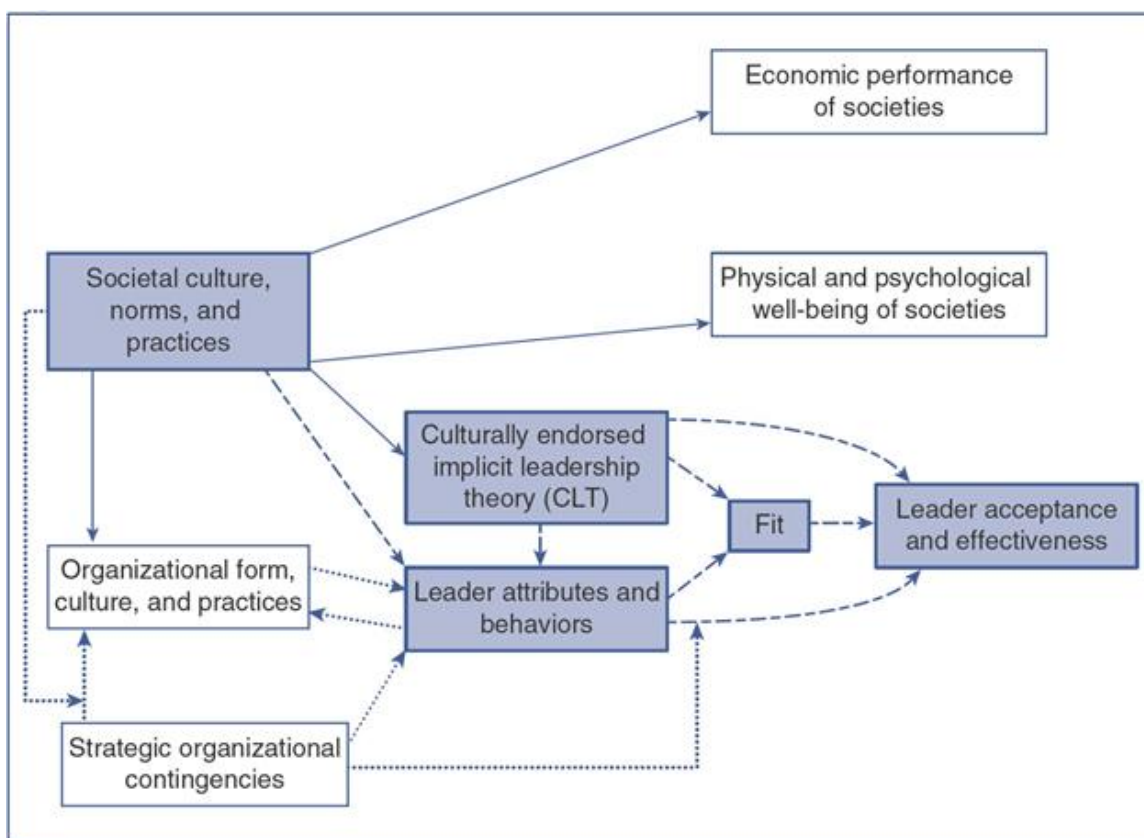 Economic performance
of societies
Societal culture,
norms, and
practices
Physical and psychological
well-being of societies
Culturally endorsed
implicit leadership
theory (CLT)
Fit
Leader acceptance
and effectiveness
Organizational form,
culture, and practices
Leader attributes and
behaviors
Strategic organizational
contingencies